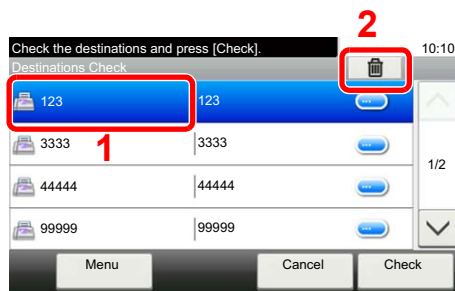 2
Check the destinations and press [Check]. 10:10
Destinations Check
123 123
3333 3333
1
1/2
44444 44444
99999 99999
Menu Cancel Check